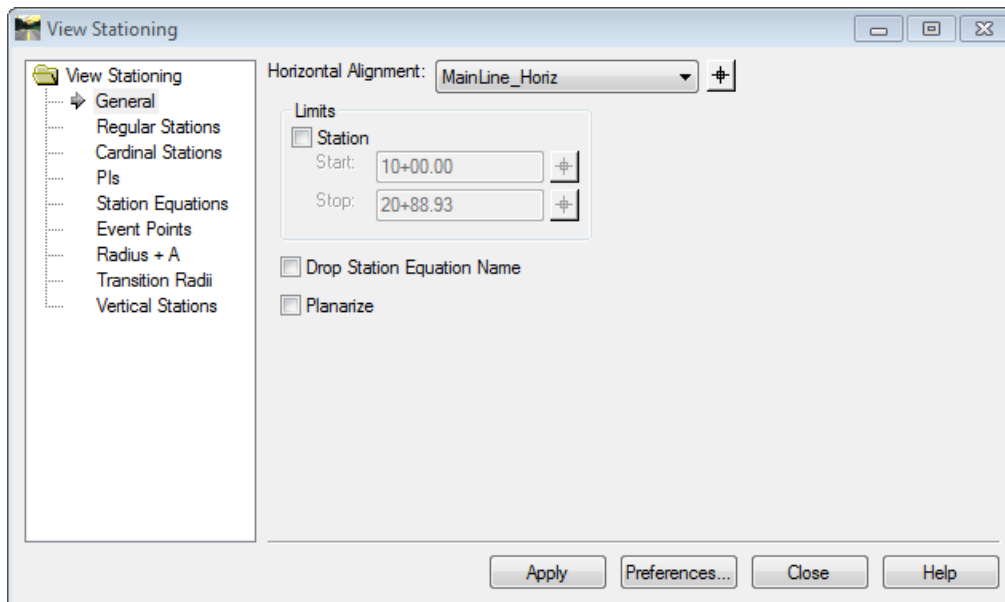 View Stationing
View Stationing
General
Regular Stations
Cardinal Stations
PIs
Station Equations
Event Points
Radius + A
Transition Radii
Vertical Stations
Horizontal Alignment: MainLine_Horiz
Limits
Station
Start: 10+00.00
Stop: 20+88.93
Drop Station Equation Name
Planarize
Apply Preferences... Close Help